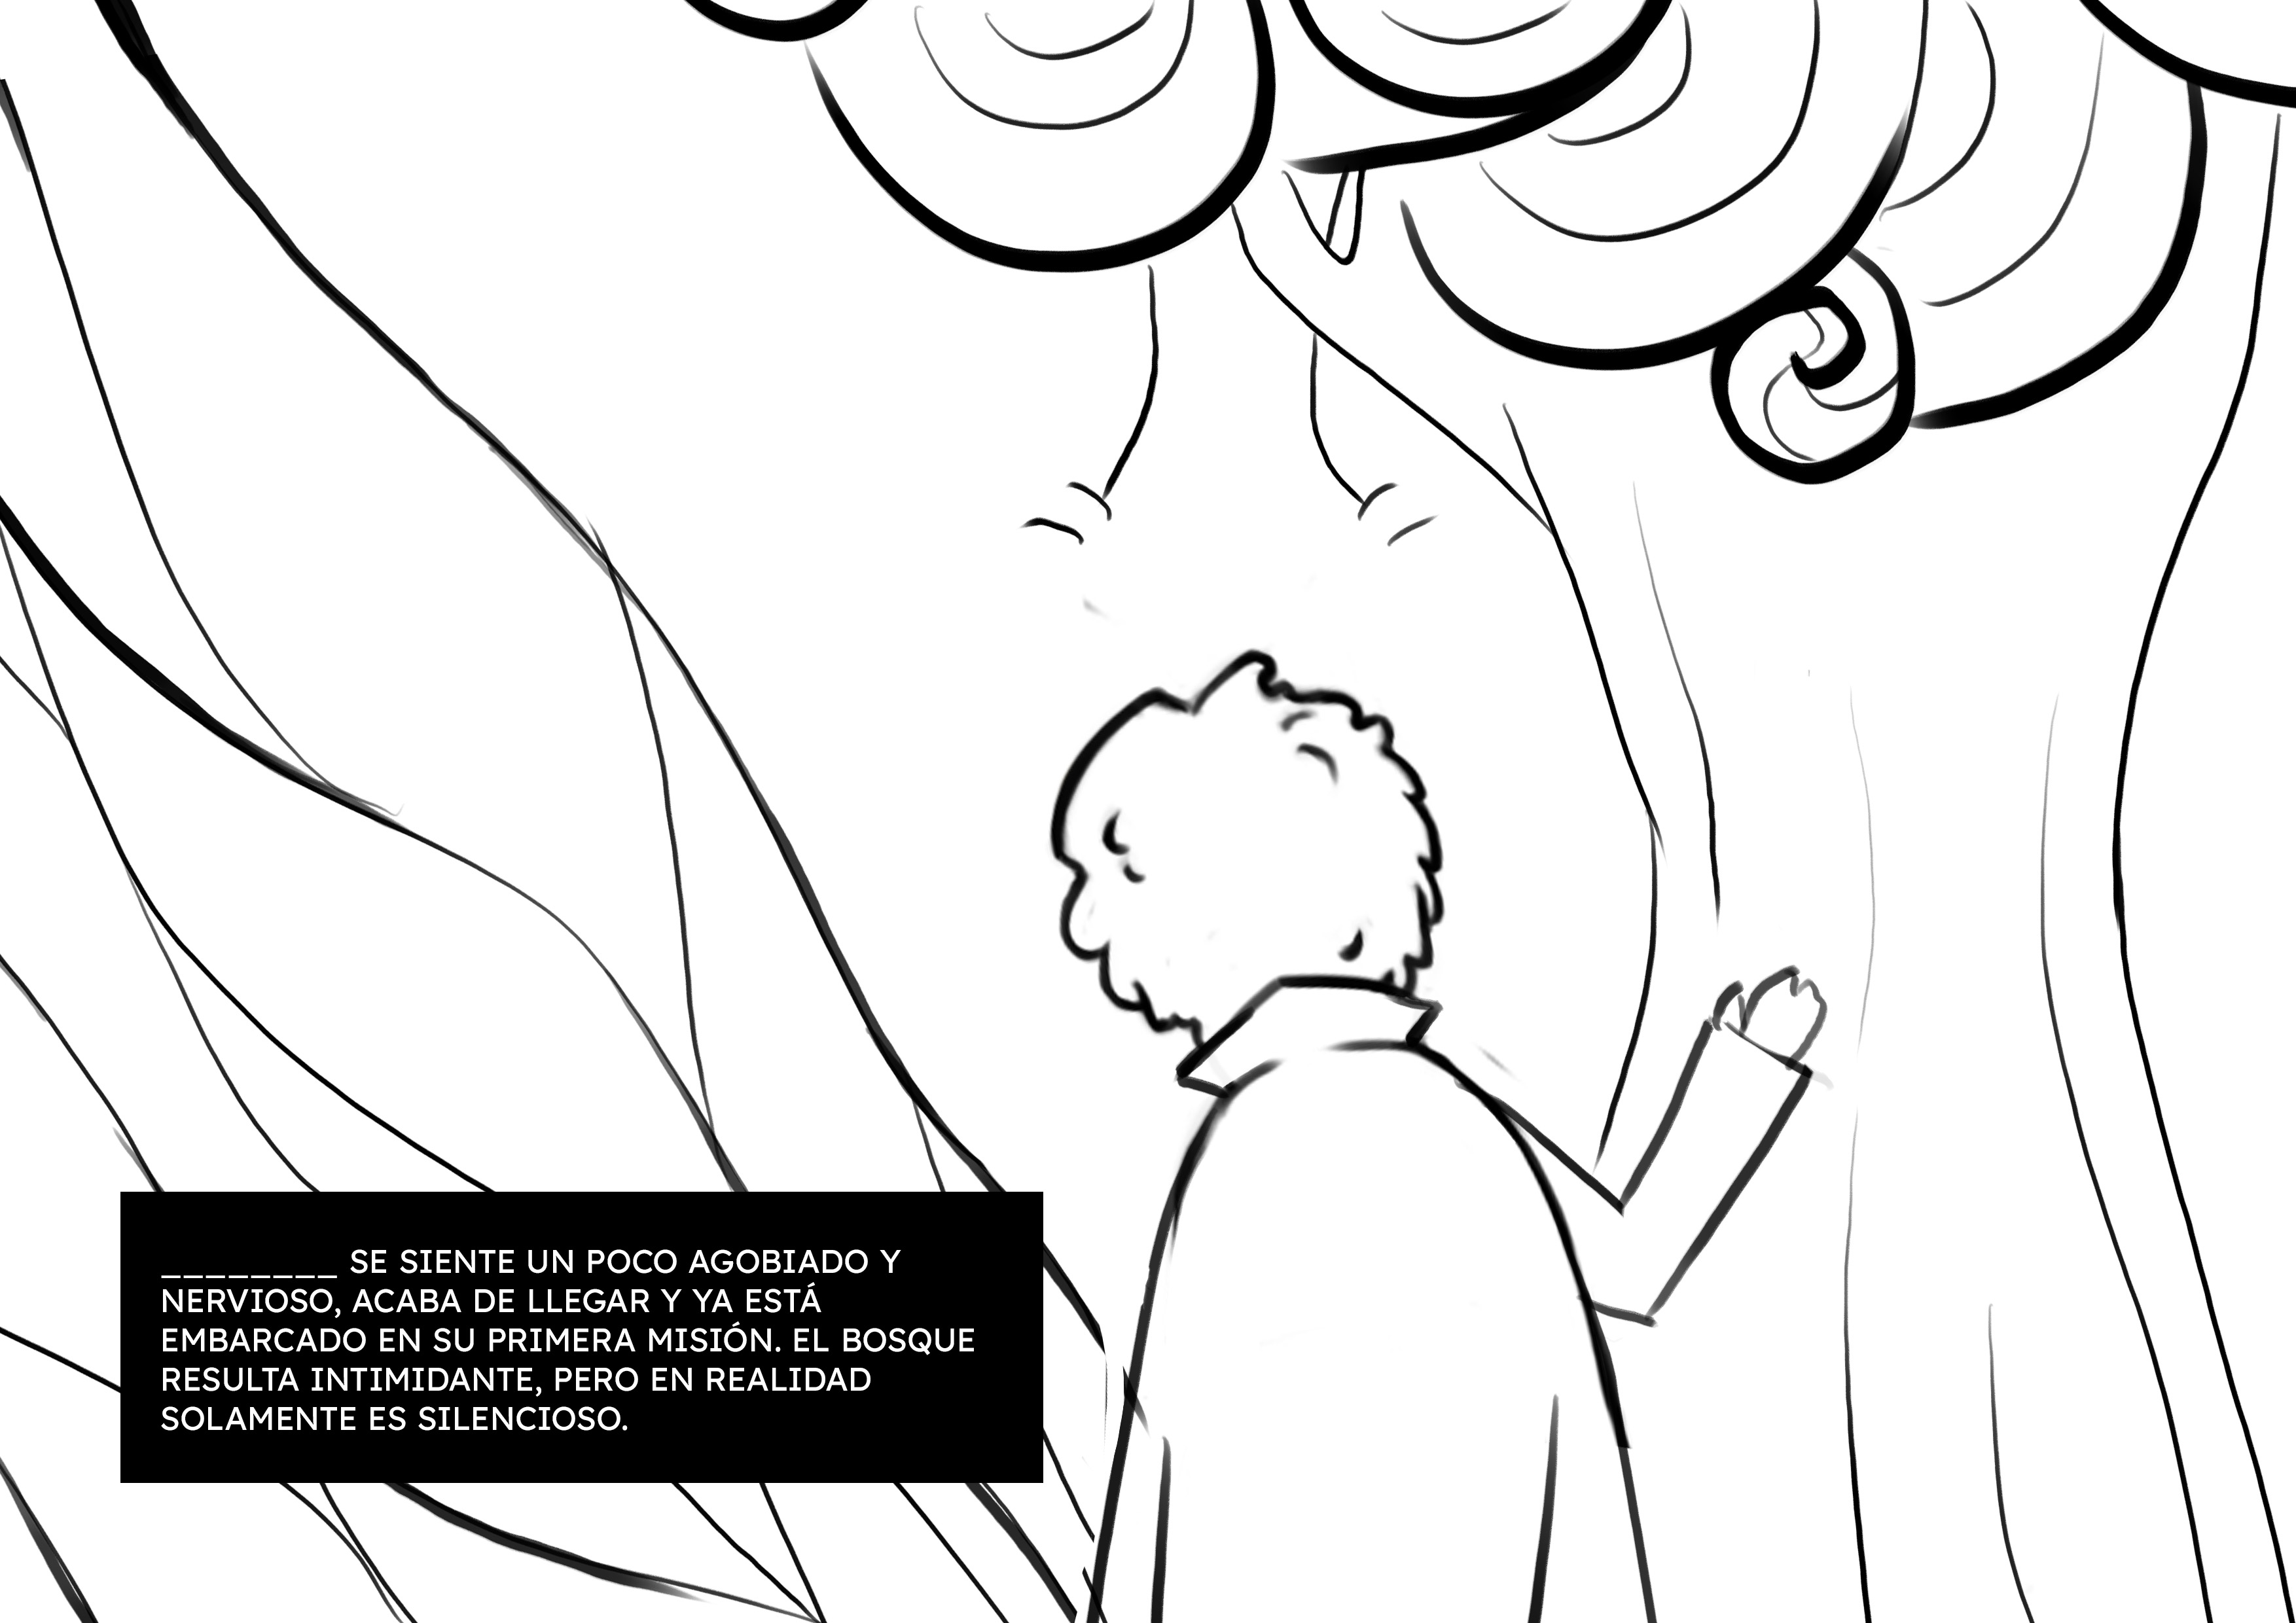 _________ SE SIENTE UN POCO AGOBIADO Y
NERVIOSO, ACABA DE LLEGAR Y YA ESTÁ
EMBARCADO EN SU PRIMERA MISIÓN. EL BOSQUE
RESULTA INTIMIDANTE, PERO EN REALIDAD
SOLAMENTE ES SILENCIOSO.